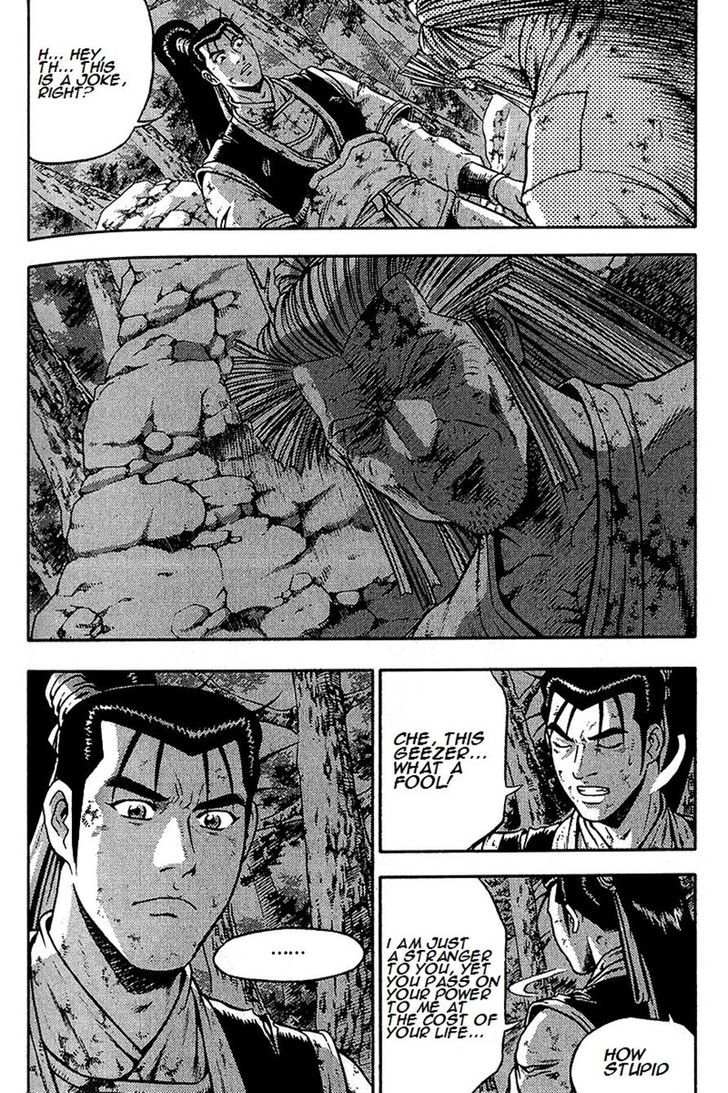 H... HEY,
TH... THIS
IS A JOKE,
RIGHT?
CHE, THIS
GEEZER...
WHAT A
FOOL!
......
I AM JUST
A STRANGER
TO YOU, YET
YOU PASS ON
YOUR POWER
TO ME AT
THE COST OF
YOUR LIFE...
HOW
STUPID